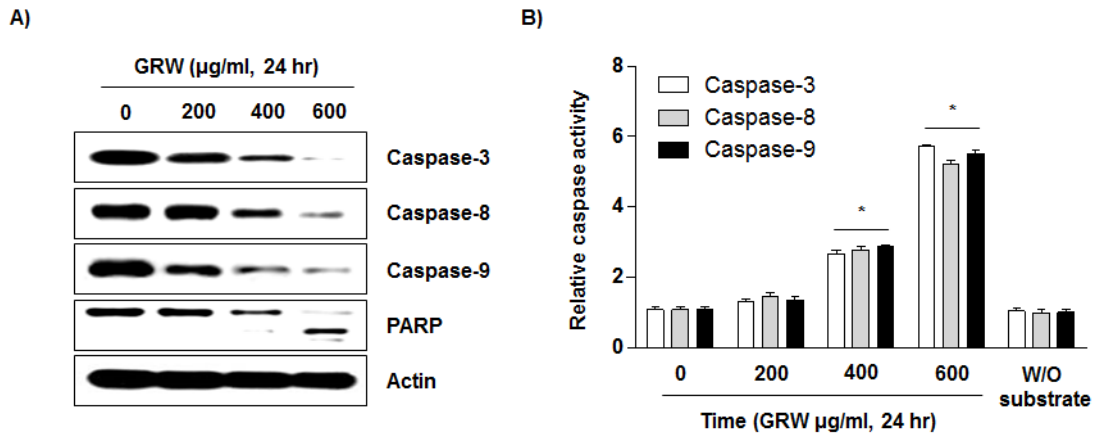 A)
GRW (µg/ml, 24 hr)
0 200 400 600
Caspase-3
Caspase-8
Caspase-9
PARP
Actin
B)
Relative caspase activity
8
6
4
2
0
Caspase-3
Caspase-8
Caspase-9
*
*
0 200 400 600 W/O
substrate
Time (GRW µg/ml, 24 hr)